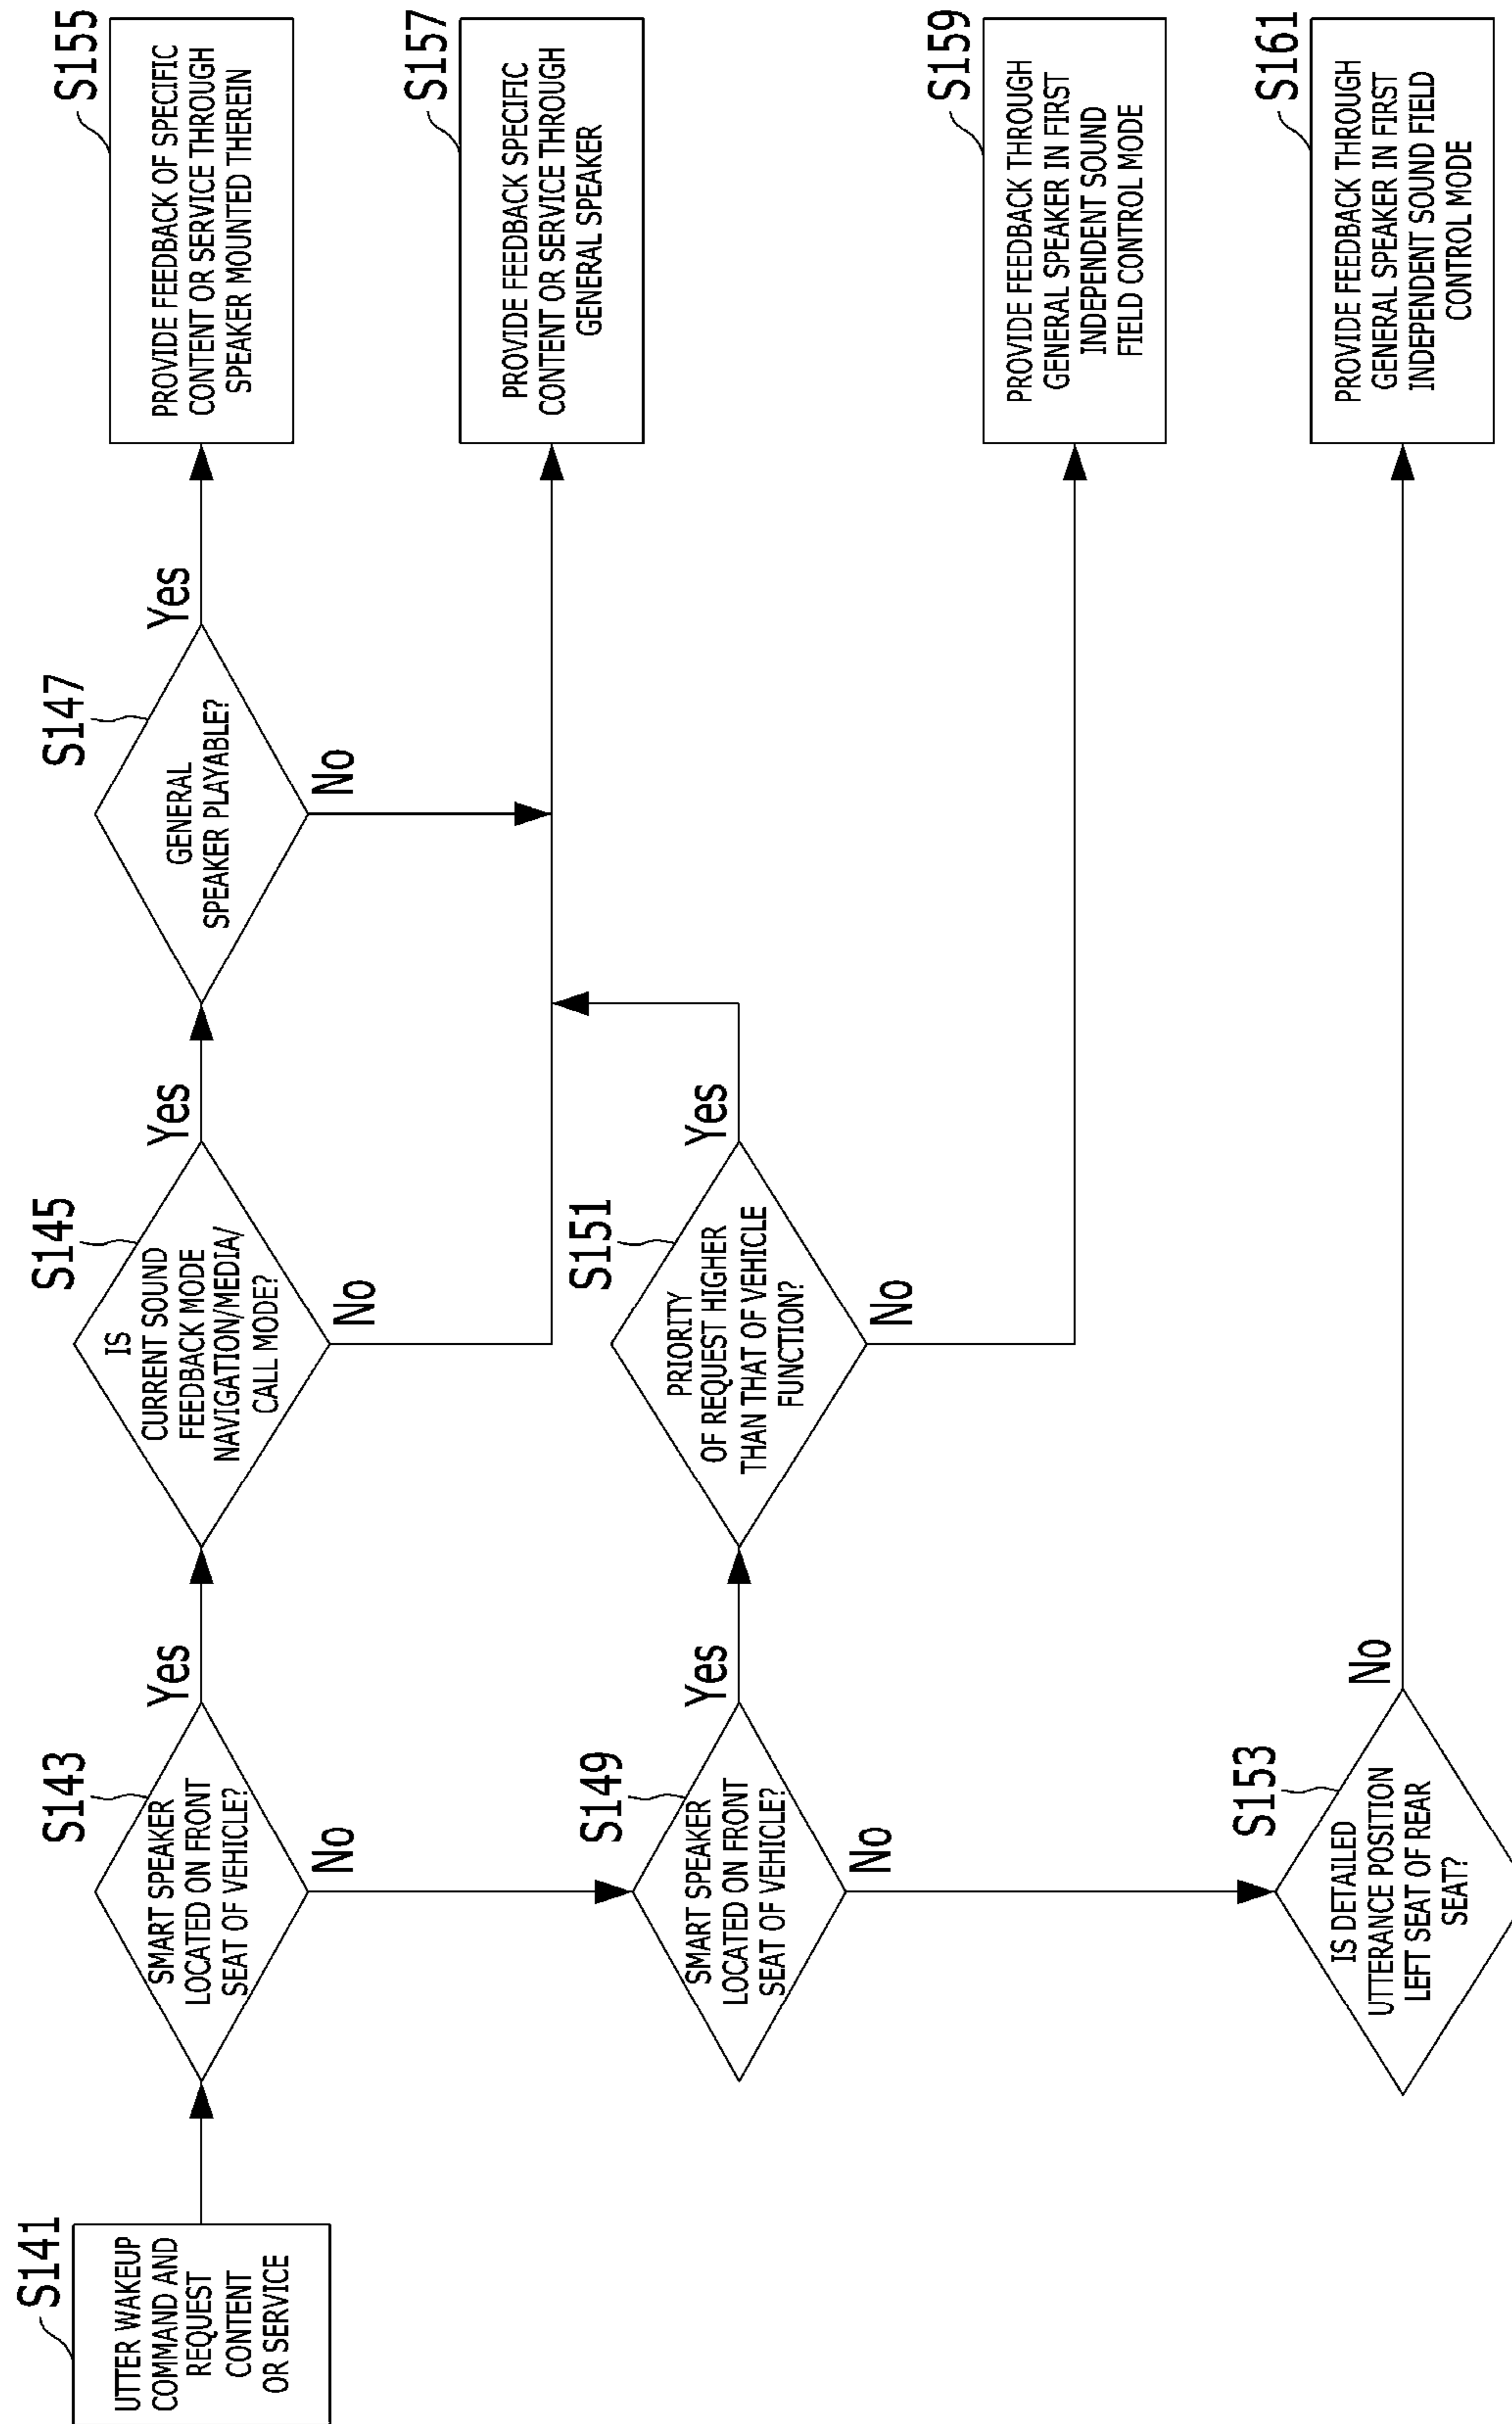 S141
UTTER WAKEUP
COMMAND AND
REQUEST
CONTENT
OR SERVICE
S143
SMART SPEAKER
LOCATED ON FRONT
SEAT OF VEHICLE?
Yes
No
S145
IS
CURRENT SOUND
FEEDBACK MODE
NAVIGATION/MEDIA/
CALL MODE?
Yes
No
S147
GENERAL
SPEAKER PLAYABLE?
Yes
No
S155
PROVIDE FEEDBACK OF SPECIFIC
CONTENT OR SERVICE THROUGH
SPEAKER MOUNTED THEREIN
S157
PROVIDE FEEDBACK SPECIFIC
CONTENT OR SERVICE THROUGH
GENERAL SPEAKER
S149
SMART SPEAKER
LOCATED ON FRONT
SEAT OF VEHICLE?
Yes
No
S151
PRIORITY
OF REQUEST HIGHER
THAN THAT OF VEHICLE
FUNCTION?
Yes
No
S159
PROVIDE FEEDBACK THROUGH
GENERAL SPEAKER IN FIRST
INDEPENDENT SOUND
FIELD CONTROL MODE
S153
IS DETAILED
UTTERANCE POSITION
LEFT SEAT OF REAR
SEAT?
No
S161
PROVIDE FEEDBACK THROUGH
GENERAL SPEAKER IN FIRST
INDEPENDENT SOUND FIELD
CONTROL MODE